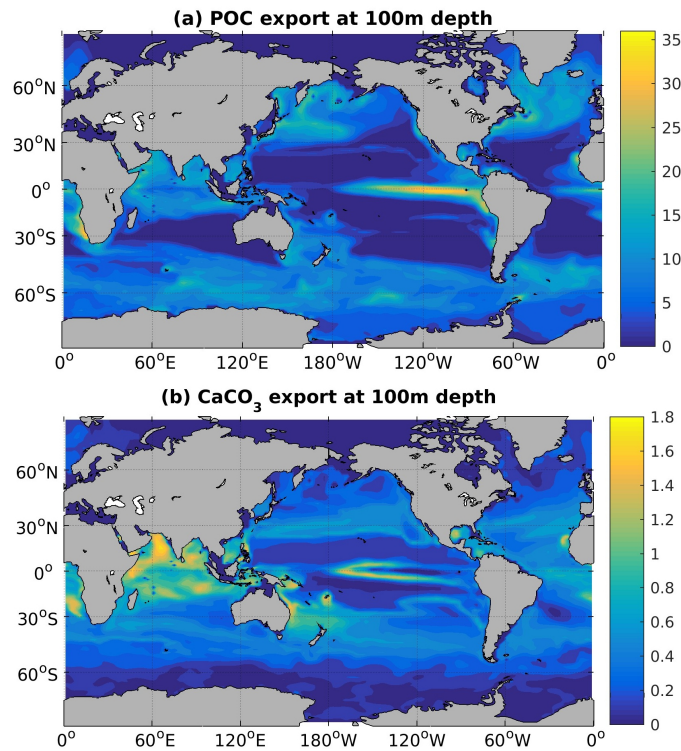 (a) POC export at 100m depth
60°N
30°N
0°
30°S
60°S
0° 60°E 120°E 180°W 120°W 60°W 0°
35
30
25
20
15
10
5
0
(b) CaCO₃ export at 100m depth
60°N
30°N
0°
30°S
60°S
0° 60°E 120°E 180°W 120°W 60°W 0°
1.8
1.6
1.4
1.2
1
0.8
0.6
0.4
0.2
0